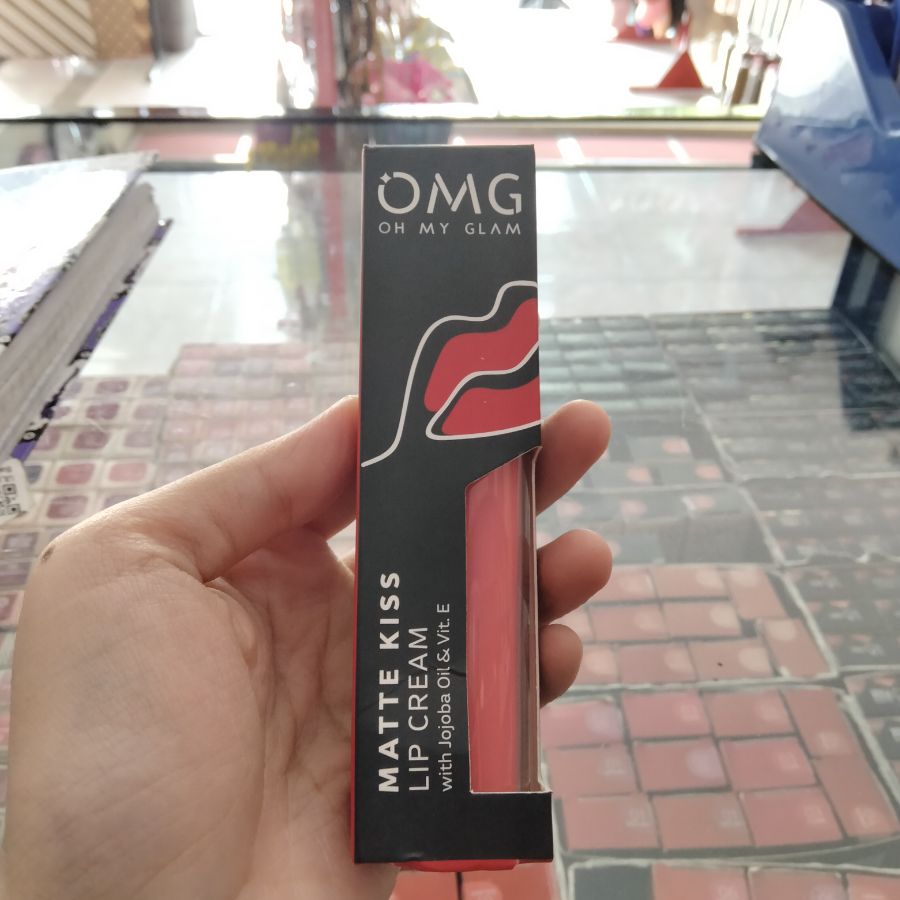 OMG
OH MY GLAM
MATTE KISS
LIP CREAM
with Jojoba Oil & Vit. E